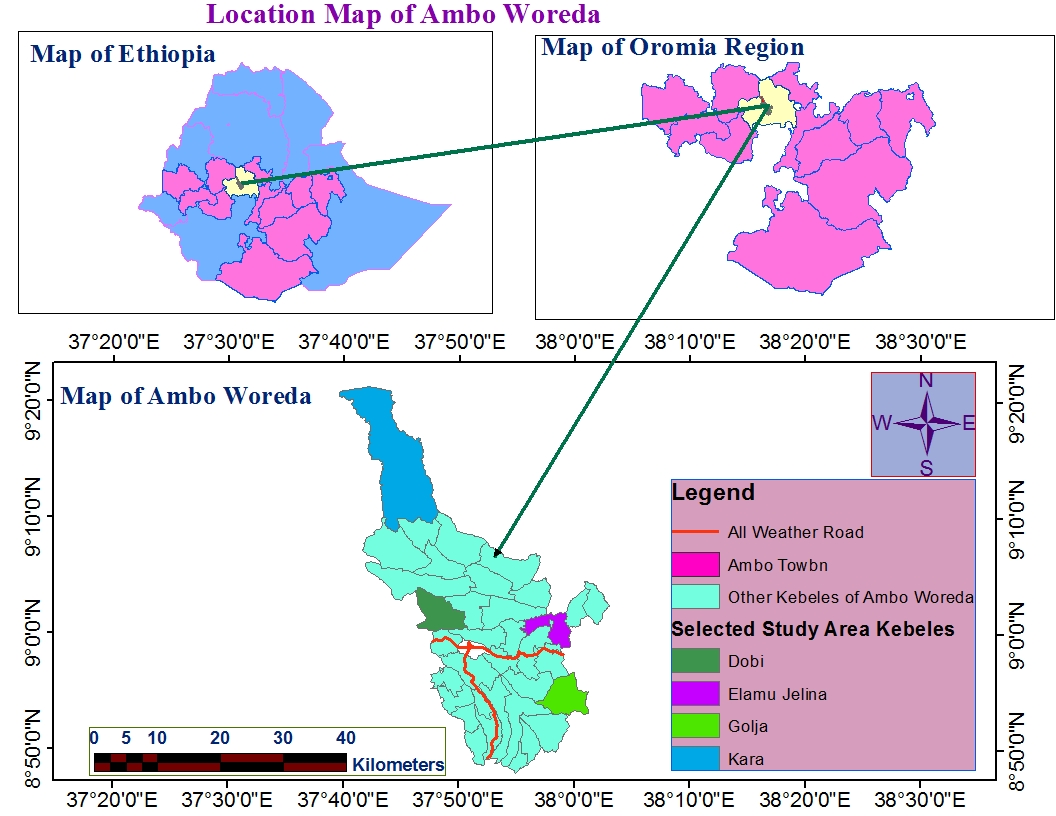 Location Map of Ambo Woreda
Map of Ethiopia
Map of Oromia Region
37°20'0"E 37°30'0"E 37°40'0"E 37°50'0"E 38°0'0"E 38°10'0"E 38°20'0"E 38°30'0"E
Map of Ambo Woreda
N
W E
S
9°20'0"N
9°10'0"N
9°0'0"N
8°50'0"N
9°20'0"N
9°10'0"N
9°0'0"N
8°50'0"N
Legend
All Weather Road
Ambo Towbn
Other Kebeles of Ambo Woreda
Selected Study Area Kebeles
Dobi
Elamu Jelina
Golja
Kara
0 5 10 20 30 40
Kilometers
37°20'0"E 37°30'0"E 37°40'0"E 37°50'0"E 38°0'0"E 38°10'0"E 38°20'0"E 38°30'0"E